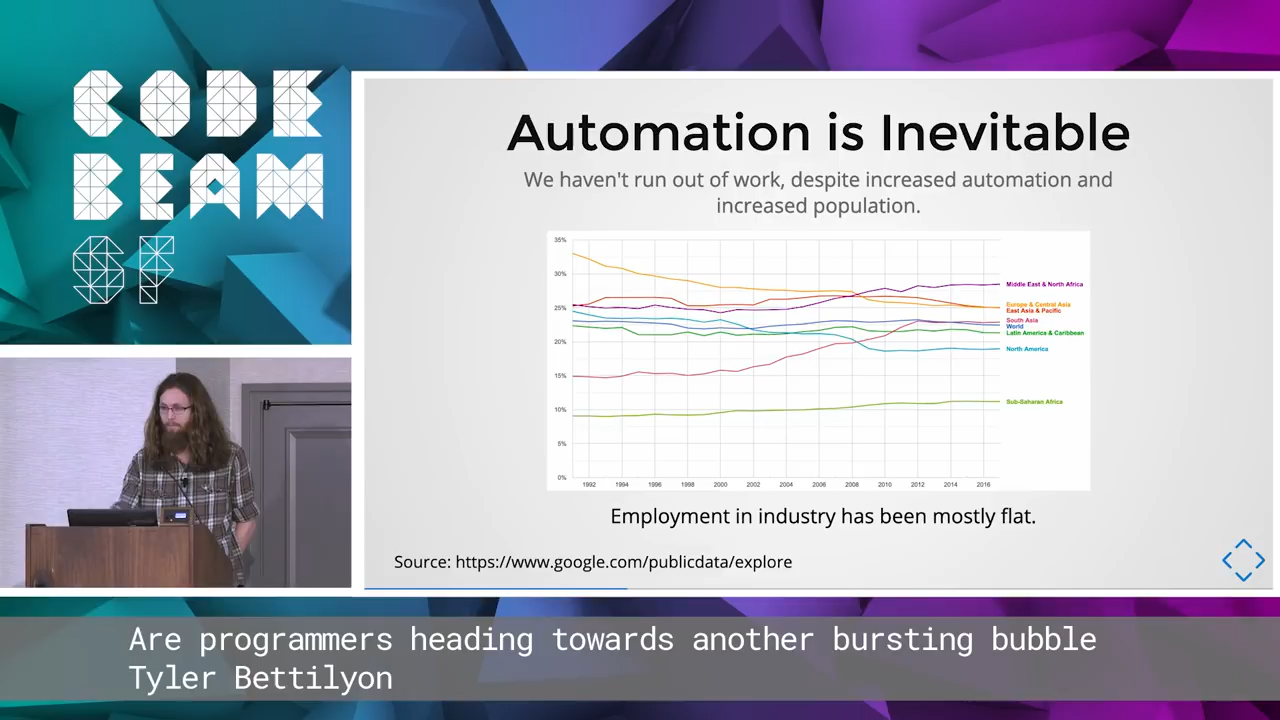 CODE
BEAM
SF
Automation is Inevitable
We haven't run out of work, despite increased automation and
increased population.
35%
30%
25%
20%
15%
10%
5%
0%
1992 1994 1996 1998 2000 2002 2004 2006 2008 2010 2012 2014 2016
Middle East & North Africa
Europe & Central Asia
East Asia & Pacific
South Asia
World
Latin America & Caribbean
North America
Sub-Saharan Africa
Employment in industry has been mostly flat.
Source: https://www.google.com/publicdata/explore
Are programmers heading towards another bursting bubble
Tyler Bettilyon